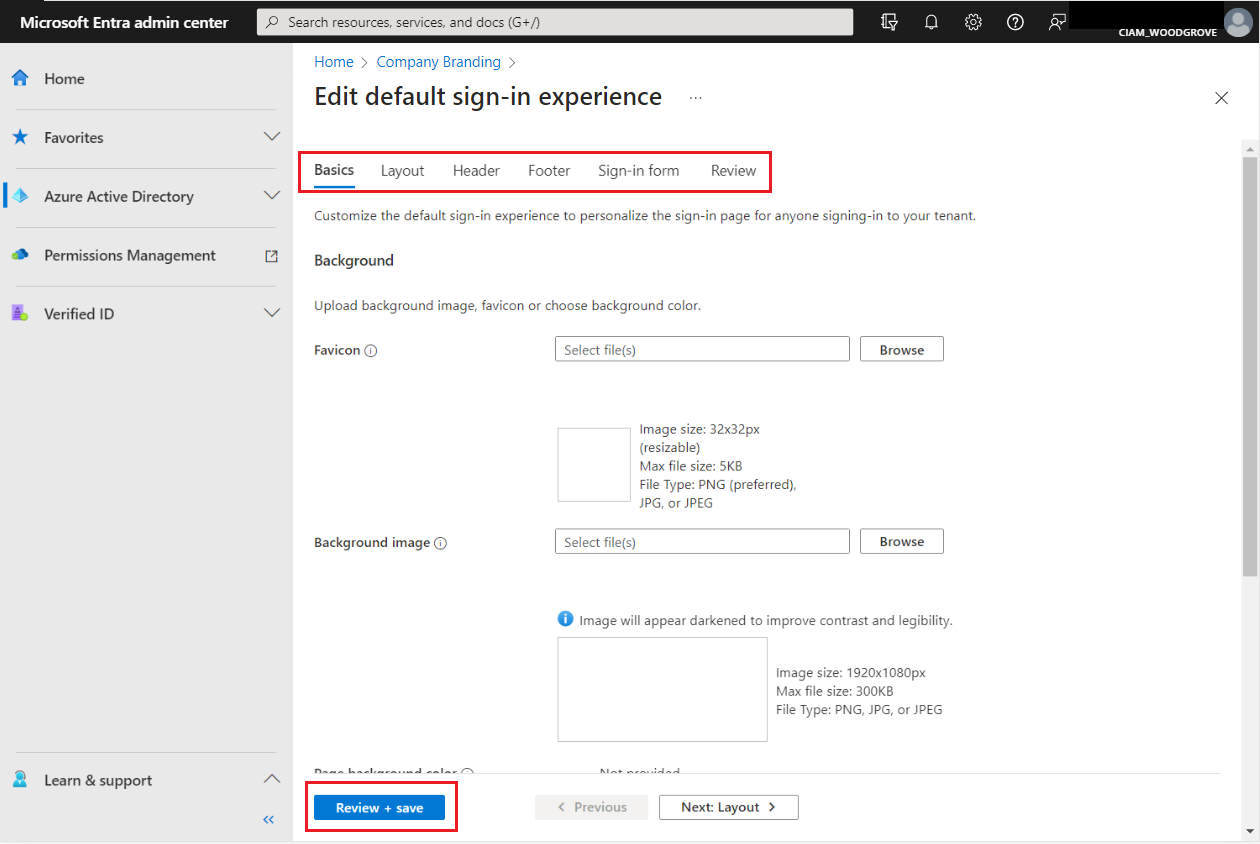 Microsoft Entra admin center
Search resources, services, and docs (G+/)
CIAM_WOODGROVE
Home
Favorites
Azure Active Directory
Permissions Management
Verified ID
Learn & support
Home > Company Branding >
Edit default sign-in experience ...
Basics Layout Header Footer Sign-in form Review
Customize the default sign-in experience to personalize the sign-in page for anyone signing-in to your tenant.
Background
Upload background image, favicon or choose background color.
Favicon
Select file(s)
Browse
Image size: 32x32px
(resizable)
Max file size: 5KB
File Type: PNG (preferred),
JPG, or JPEG
Background image
Select file(s)
Browse
Image will appear darkened to improve contrast and legibility.
Image size: 1920x1080px
Max file size: 300KB
File Type: PNG, JPG, or JPEG
Page background color Not provided
Review + save
< Previous
Next: Layout >